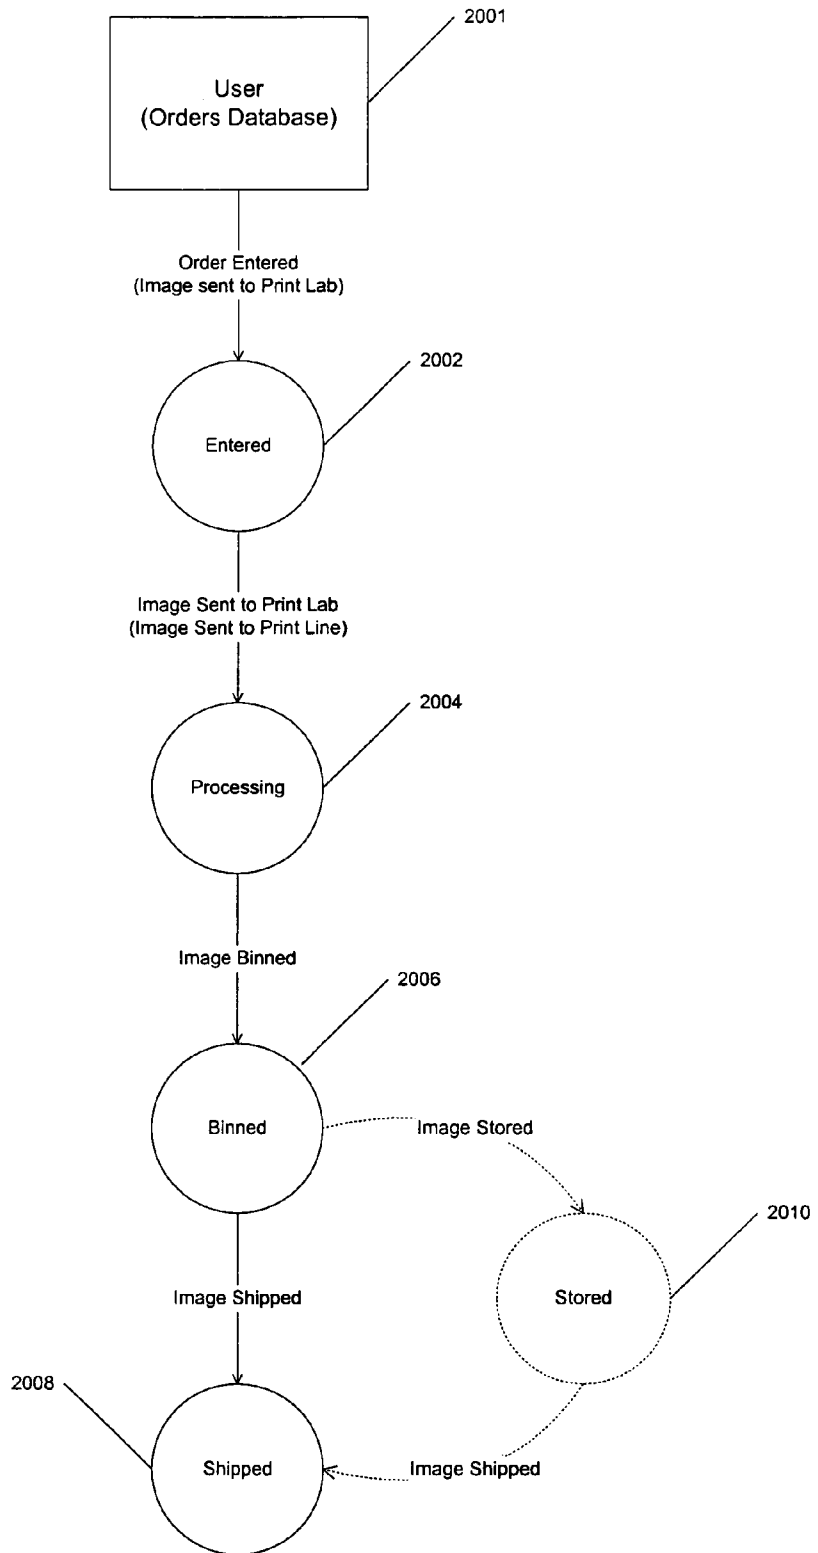 2001
User
(Orders Database)
Order Entered
(Image sent to Print Lab)
2002
Entered
Image Sent to Print Lab
(Image Sent to Print Line)
2004
Processing
Image Binned
2006
Binned
Image Stored
2010
Image Shipped
Stored
2008
Shipped
Image Shipped